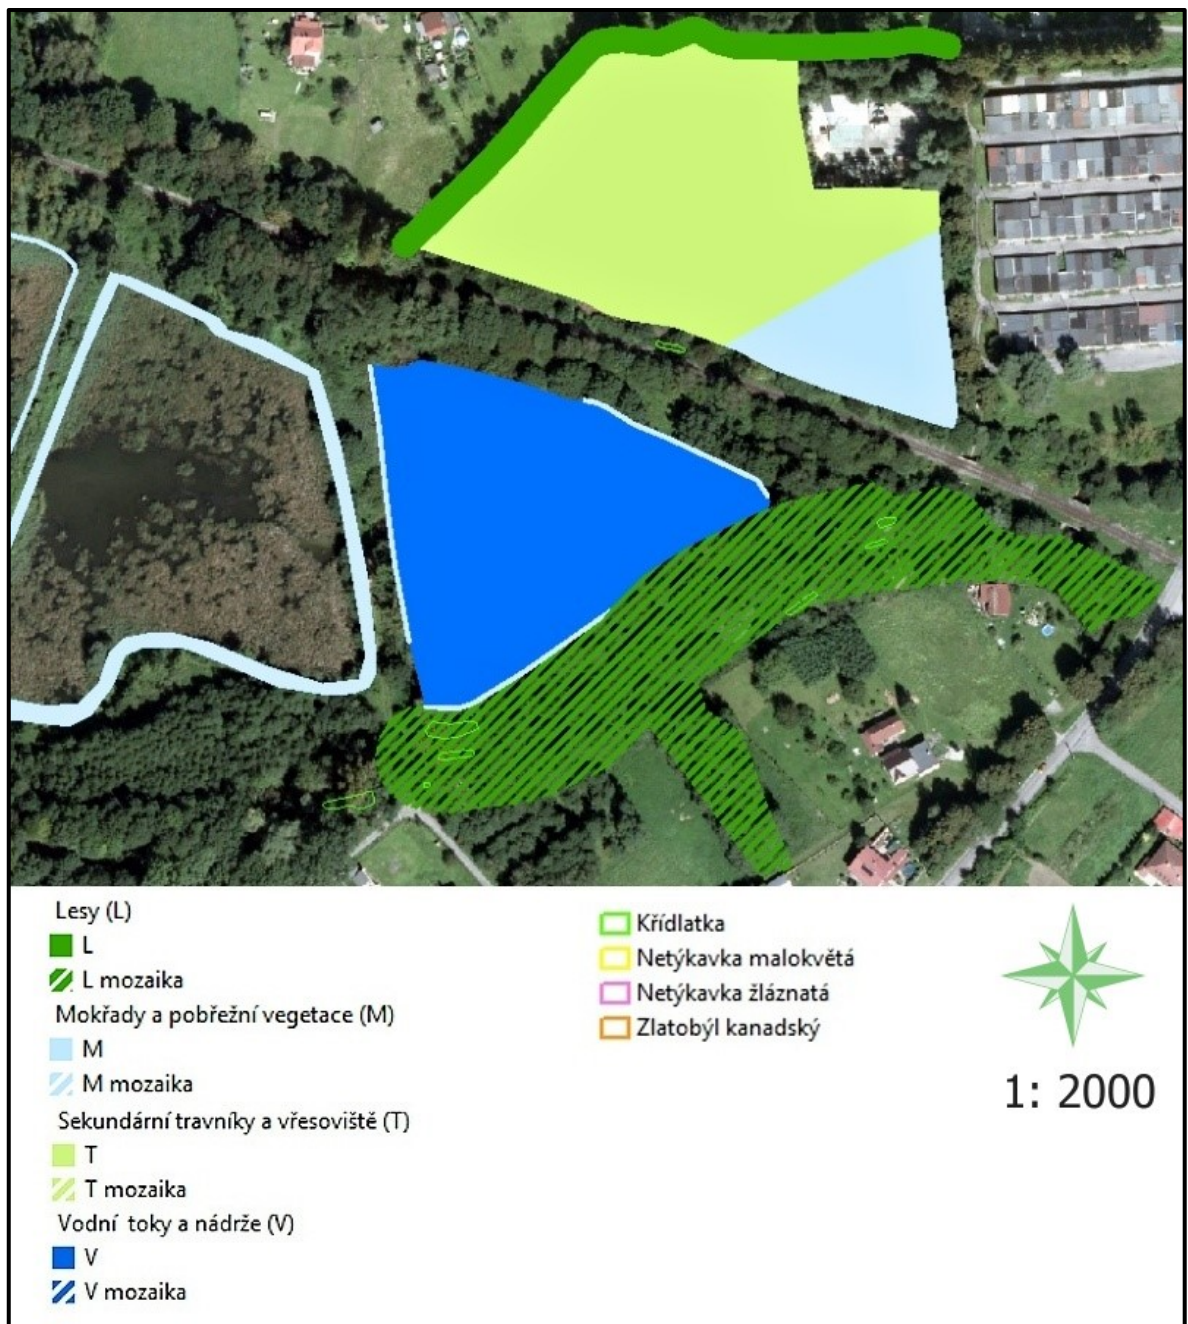 Lesy (L)
L
L mozaika
Mokřady a pobřežní vegetace (M)
M
M mozaika
Sekundární travníky a vřesoviště (T)
T
T mozaika
Vodní toky a nádrže (V)
V
V mozaika
Křídlatka
Netýkavka malokvětá
Netýkavka žláznatá
Zlatobýl kanadský
1: 2000